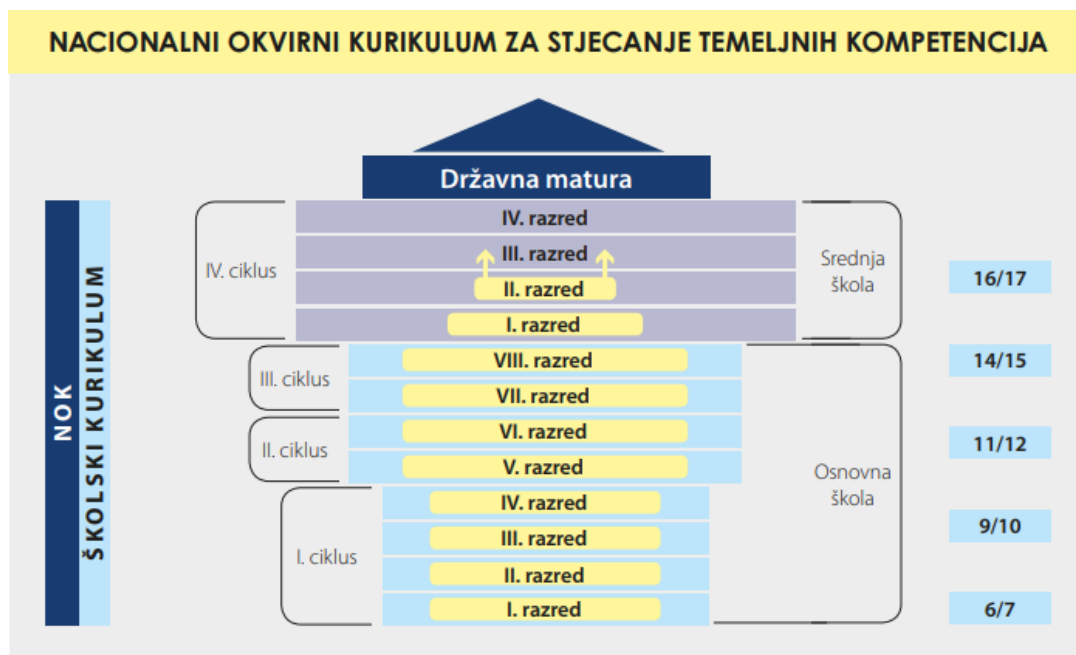 NACIONALNI OKVIRNI KURIKULUM ZA STJECANJE TEMELJNIH KOMPETENCIJA
Državna matura
NOK
ŠKOLSKI KURIKULUM
IV. ciklus
IV. razred
III. razred
II. razred
I. razred
Srednja
škola
16/17
III. ciklus
VIII. razred
VII. razred
14/15
II. ciklus
VI. razred
V. razred
11/12
Osnovna
škola
I. ciklus
IV. razred
III. razred
II. razred
I. razred
9/10
6/7